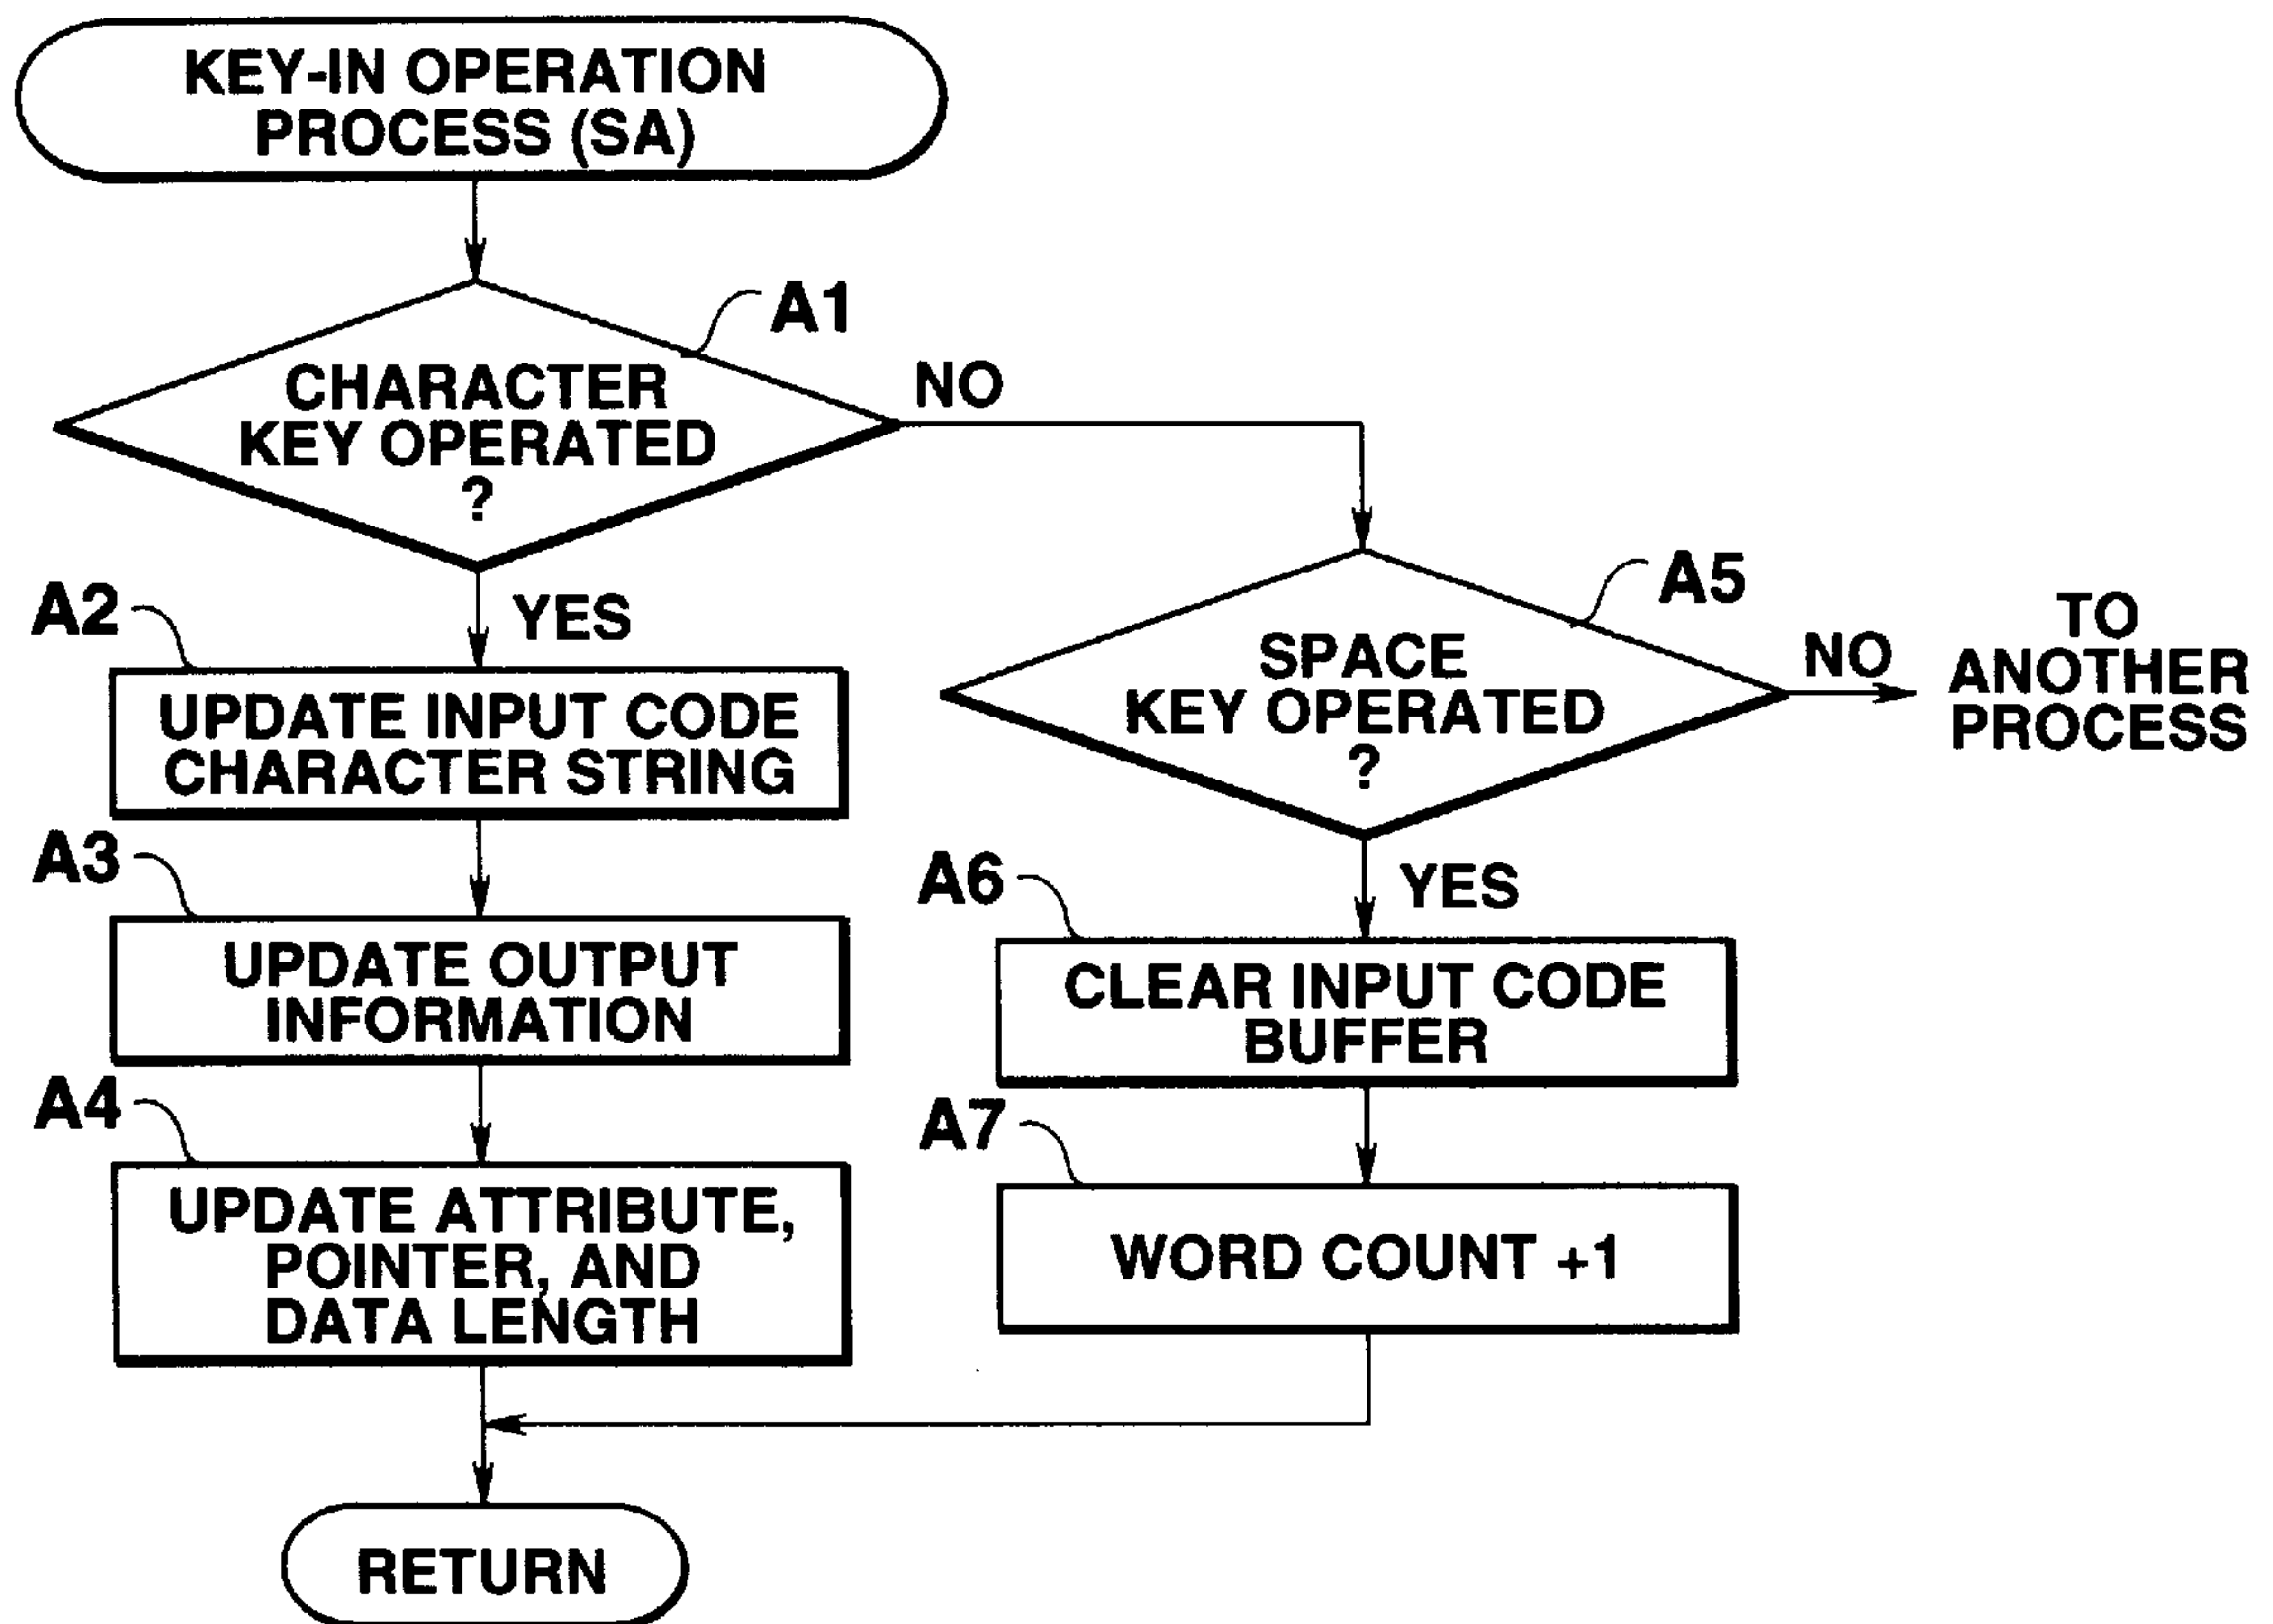 KEY-IN OPERATION
PROCESS (SA)
A1
CHARACTER
KEY OPERATED
?
NO
YES
A2
UPDATE INPUT CODE
CHARACTER STRING
A3
UPDATE OUTPUT
INFORMATION
A4
UPDATE ATTRIBUTE,
POINTER, AND
DATA LENGTH
A5
SPACE
KEY OPERATED
?
NO
TO
ANOTHER
PROCESS
YES
A6
CLEAR INPUT CODE
BUFFER
A7
WORD COUNT +1
RETURN